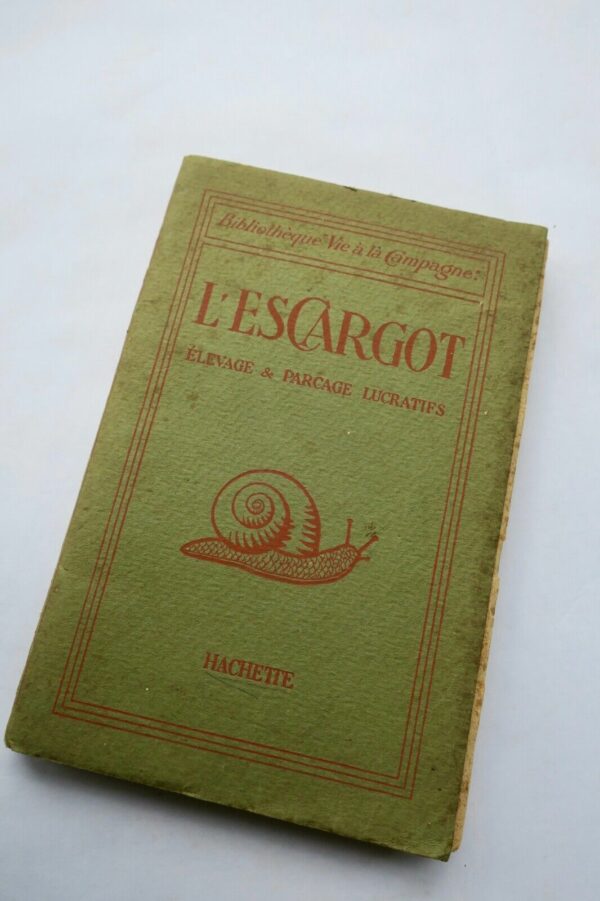 Bibliothèque "Vie à la Campagne".
L'ESCARGOT
ÉLEVAGE & PARCAGE LUCRATIFS
HACHETTE